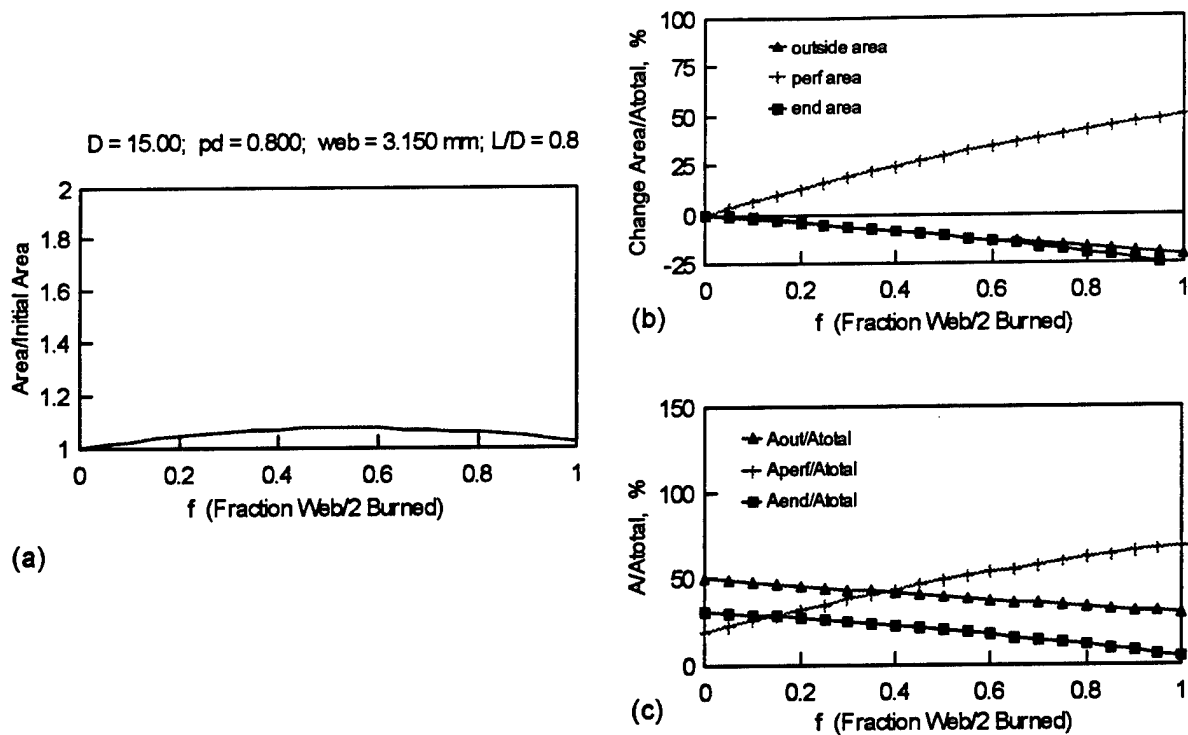 D = 15.00; pd = 0.800; web = 3.150 mm; L/D = 0.8
Area/Initial Area
2
1.8
1.6
1.4
1.2
1
0
0.2
0.4
0.6
0.8
1
f (Fraction Web/2 Burned)
(a)
Change Area/Atotal, %
100
75
50
25
0
-25
outside area
perf area
end area
0
0.2
0.4
0.6
0.8
1
f (Fraction Web/2 Burned)
(b)
A/Atotal, %
150
100
50
0
Aout/Atotal
Aperf/Atotal
Aend/Atotal
0
0.2
0.4
0.6
0.8
1
f (Fraction Web/2 Burned)
(c)